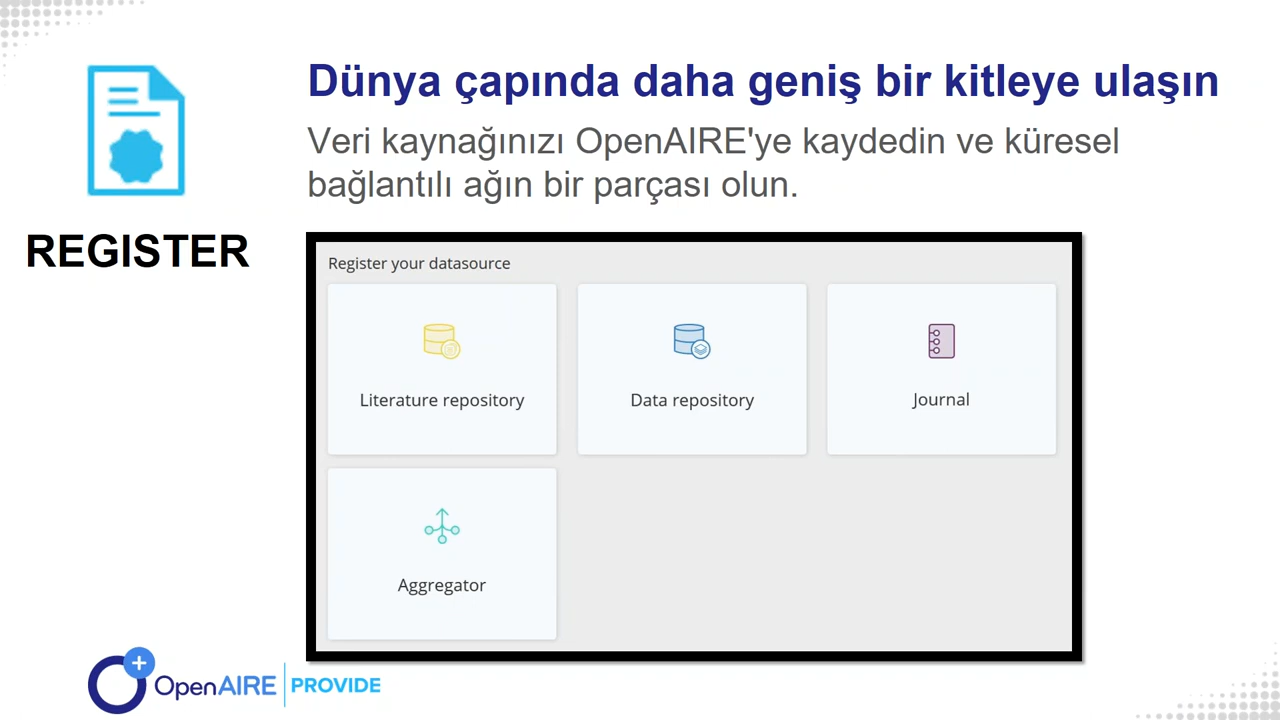 Dünya çapında daha geniş bir kitleye ulaşın
Veri kaynağınızı OpenAIRE'ye kaydedin ve küresel
bağlantılı ağın bir parçası olun.
REGISTER
Register your datasource
Literature repository
Data repository
Journal
Aggregator
OpenAIRE PROVIDE